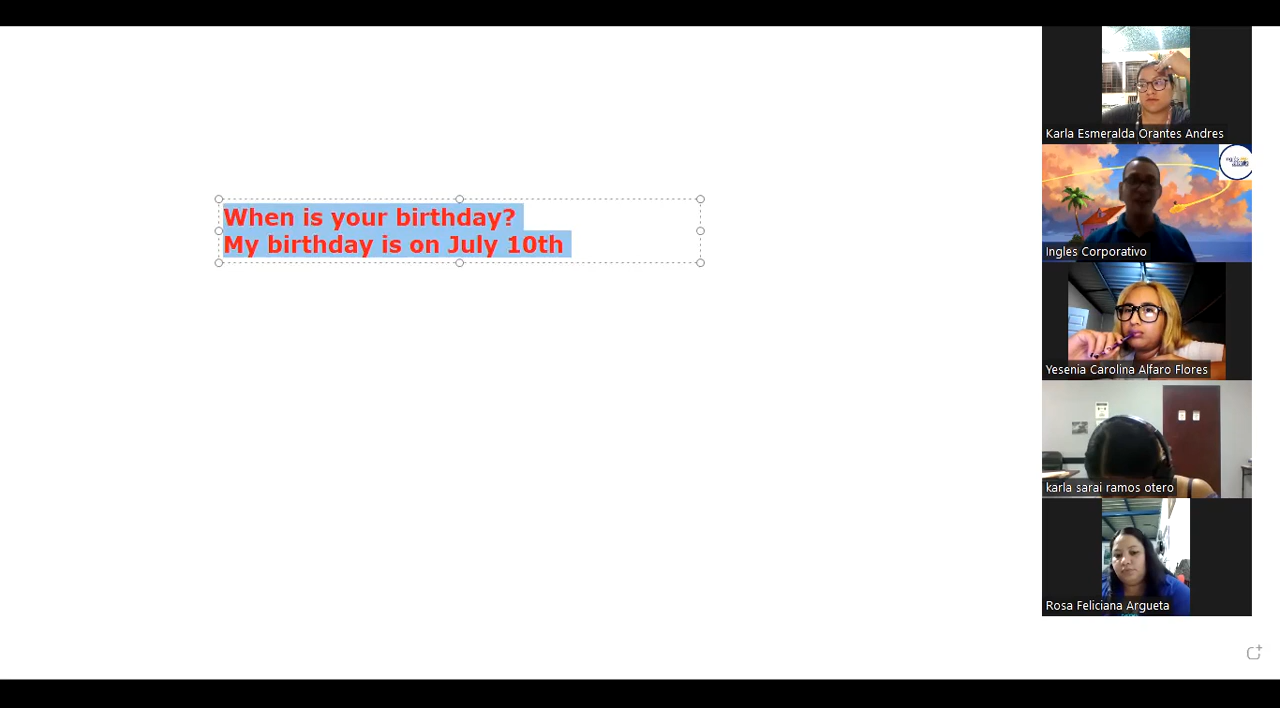 When is your birthday?
My birthday is on July 10th
Karla Esmeralda Orantes Andres
Ingles Corporativo
Yesenia Carolina Alfaro Flores
karla sarai ramos otero
Rosa Feliciana Argueta